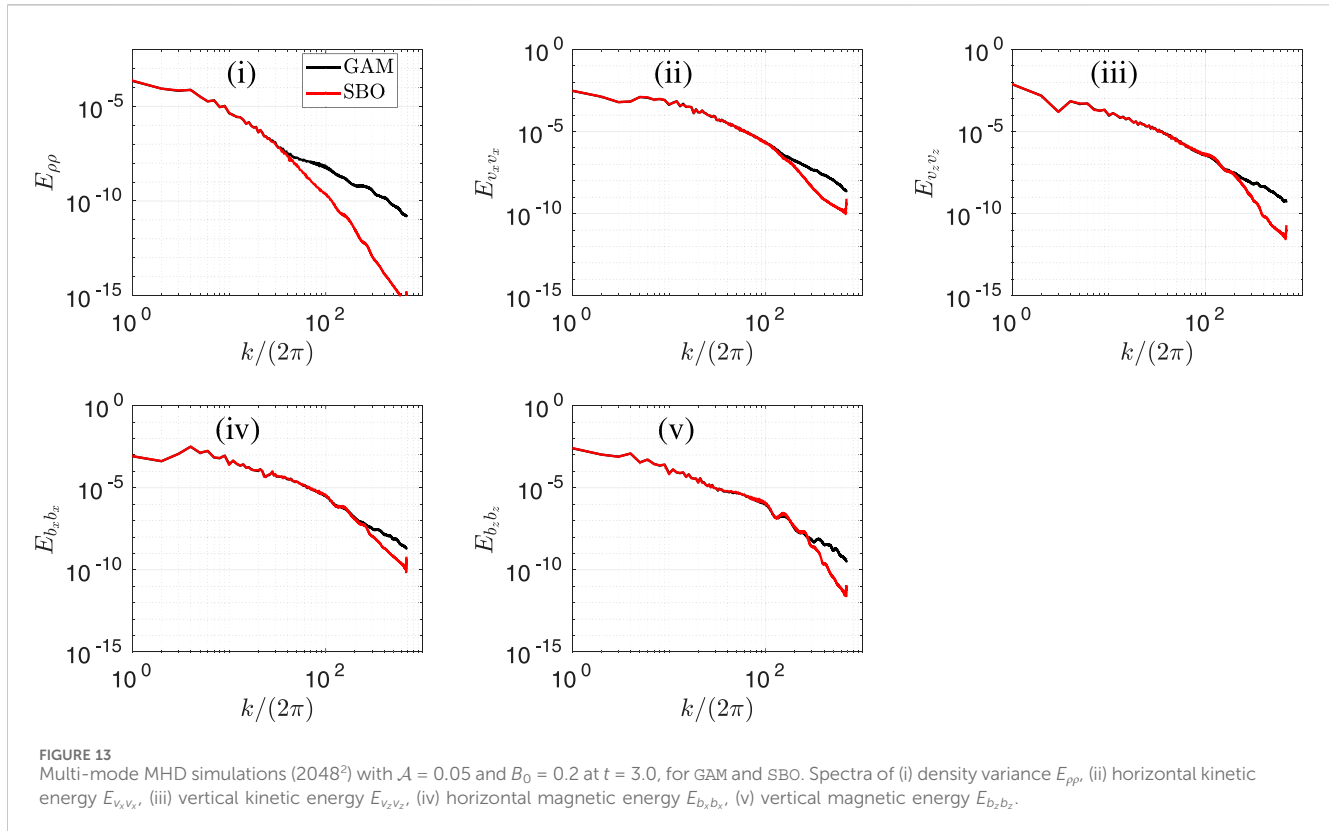 (i)
GAM
SBO
10^-5
10^-10
10^-15
10^0
10^2
E_ρρ
k/(2π)
(ii)
10^0
10^-5
10^-10
10^-15
10^0
10^2
E_{v_x v_x}
k/(2π)
(iii)
10^0
10^-5
10^-10
10^-15
10^0
10^2
E_{v_z v_z}
k/(2π)
(iv)
10^0
10^-5
10^-10
10^-15
10^0
10^2
E_{b_x b_x}
k/(2π)
(v)
10^0
10^-5
10^-10
10^-15
10^0
10^2
E_{b_z b_z}
k/(2π)
FIGURE 13
Multi-mode MHD simulations (2048²) with 𝒜 = 0.05 and B₀ = 0.2 at t = 3.0, for GAM and SBO. Spectra of (i) density variance E_ρρ, (ii) horizontal kinetic
energy E_{v_x v_x}, (iii) vertical kinetic energy E_{v_z v_z}, (iv) horizontal magnetic energy E_{b_x b_x}, (v) vertical magnetic energy E_{b_z b_z}.